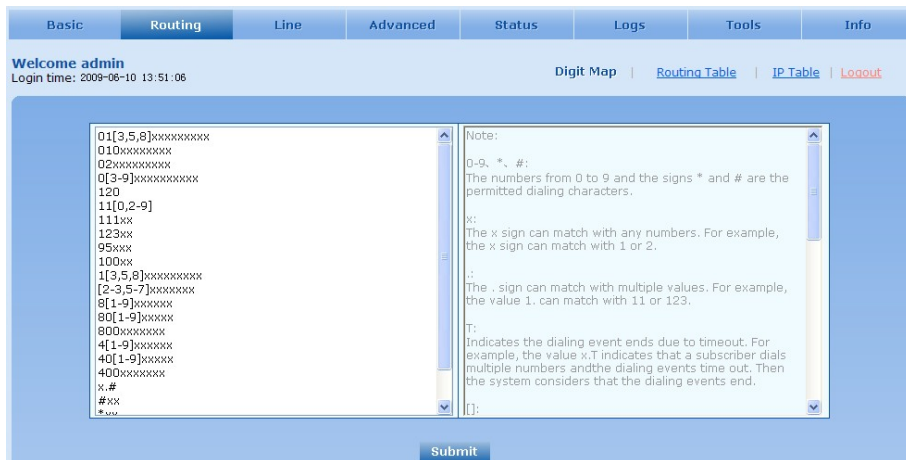 Basic Routing Line Advanced Status Logs Tools Info
Welcome admin
Login time: 2009-06-10 13:51:06
Digit Map | Routing Table | IP Table | Logout
01[3,5,8]xxxxxxxxx
010xxxxxxxx
02xxxxxxxxx
0[3-9]xxxxxxxxxx
120
11[0,2-9]
111xx
123xx
95xxx
100xx
1[3,5,8]xxxxxxxxx
[2-3,5-7]xxxxxxx
8[1-9]xxxxxx
80[1-9]xxxxx
800xxxxxxx
4[1-9]xxxxxx
40[1-9]xxxxx
400xxxxxxx
x.#
#xx
*xx
Note:
0-9、*、#:
The numbers from 0 to 9 and the signs * and # are the
permitted dialing characters.
x:
The x sign can match with any numbers. For example,
the x sign can match with 1 or 2.
.:
The . sign can match with multiple values. For example,
the value 1. can match with 11 or 123.
T:
Indicates the dialing event ends due to timeout. For
example, the value x.T indicates that a subscriber dials
multiple numbers andthe dialing events time out. Then
the system considers that the dialing events end.
[]:
Submit